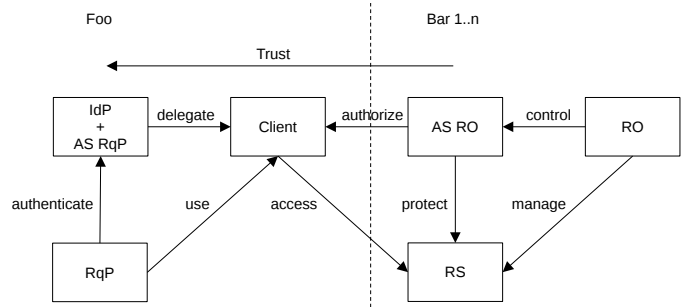 Foo
Bar 1..n
Trust
IdP
+
AS RqP
delegate
Client
authorize
AS RO
control
RO
authenticate
use
access
protect
manage
RqP
RS